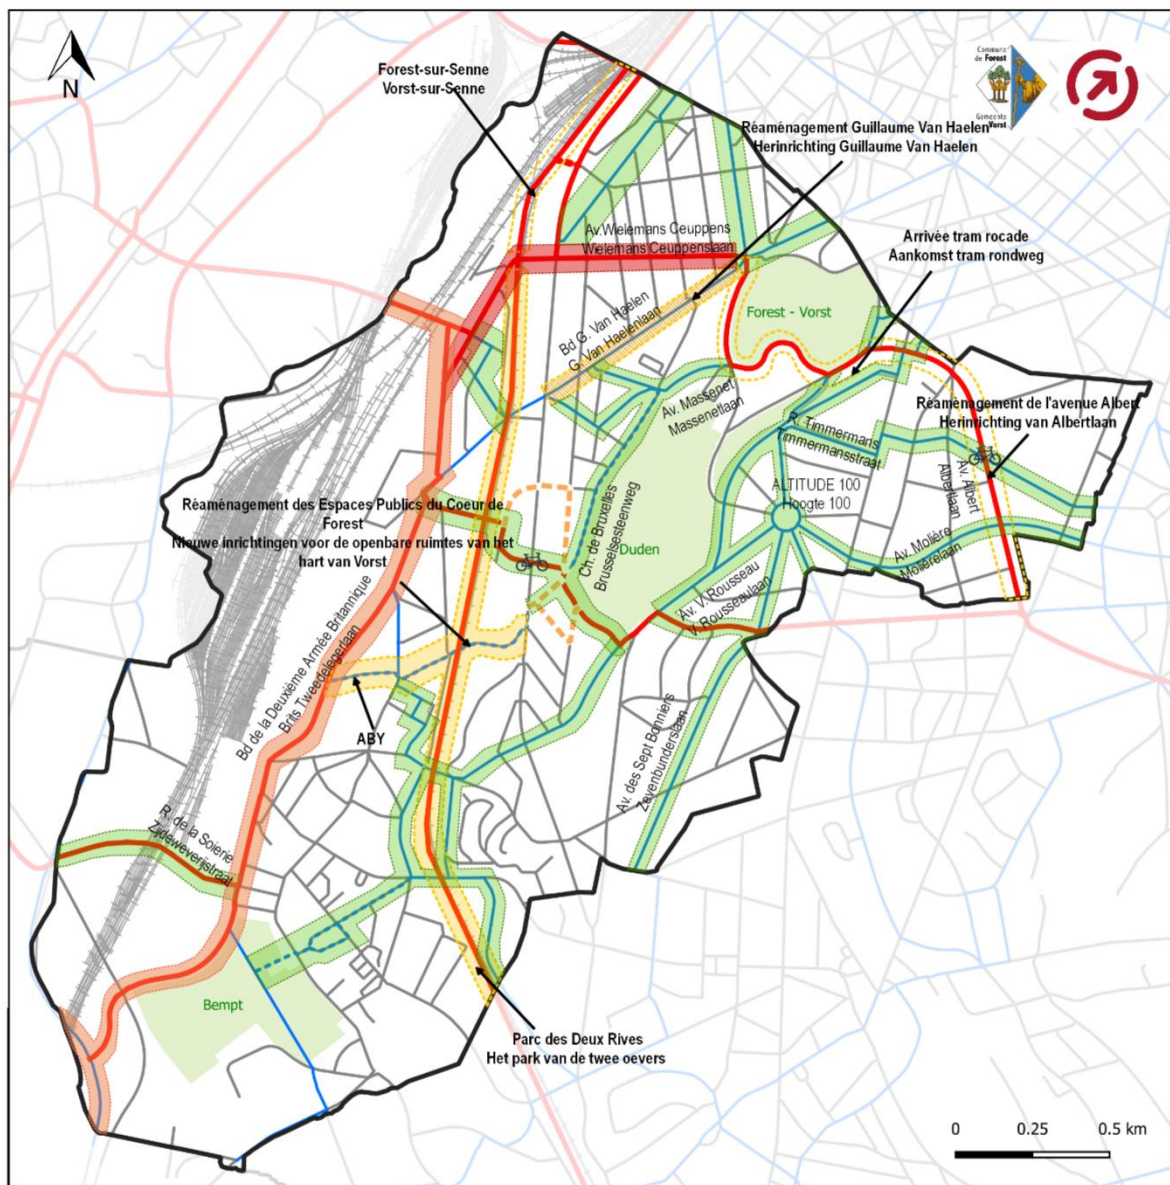 N
Forest-sur-Senne
Vorst-sur-Senne
Commune
de Forest
Gemeente
Vorst
Réaménagement Guillaume Van Haelen
Herinrichting Guillaume Van Haelen
Av.Wielemans Ceuppens
Wielemans Ceuppenslaan
Arrivée tram rocade
Aankomst tram rondweg
Bd G. Van Haelen
G. Van Haelenlaan
Forest - Vorst
Av. Massenet
Massenetlaan
Réaménagement de l'avenue Albert
Herinrichting van Albertlaan
R. Timmermans
Timmermansstraat
Av. Albert
Albertlaan
ALTITUDE 100
Hoogte 100
Réaménagement des Espaces Publics du Coeur de
Forest
Nieuwe inrichtingen voor de openbare ruimtes van het
hart van Vorst
Ch. de Bruxelles
Brusselsesteenweg
Duden
Av. Molière
Molièrelaan
Av. V. Rousseau
V. Rousseaulaan
Bd de la Deuxième Armée Britannique
Brits Tweedelegerlaan
ABY
Av. des Sept Bonniers
Zevenbunderslaan
R. de la Soierie
Zijdeweverijstraat
Bempt
Parc des Deux Rives
Het park van de twee oevers
0 0.25 0.5 km